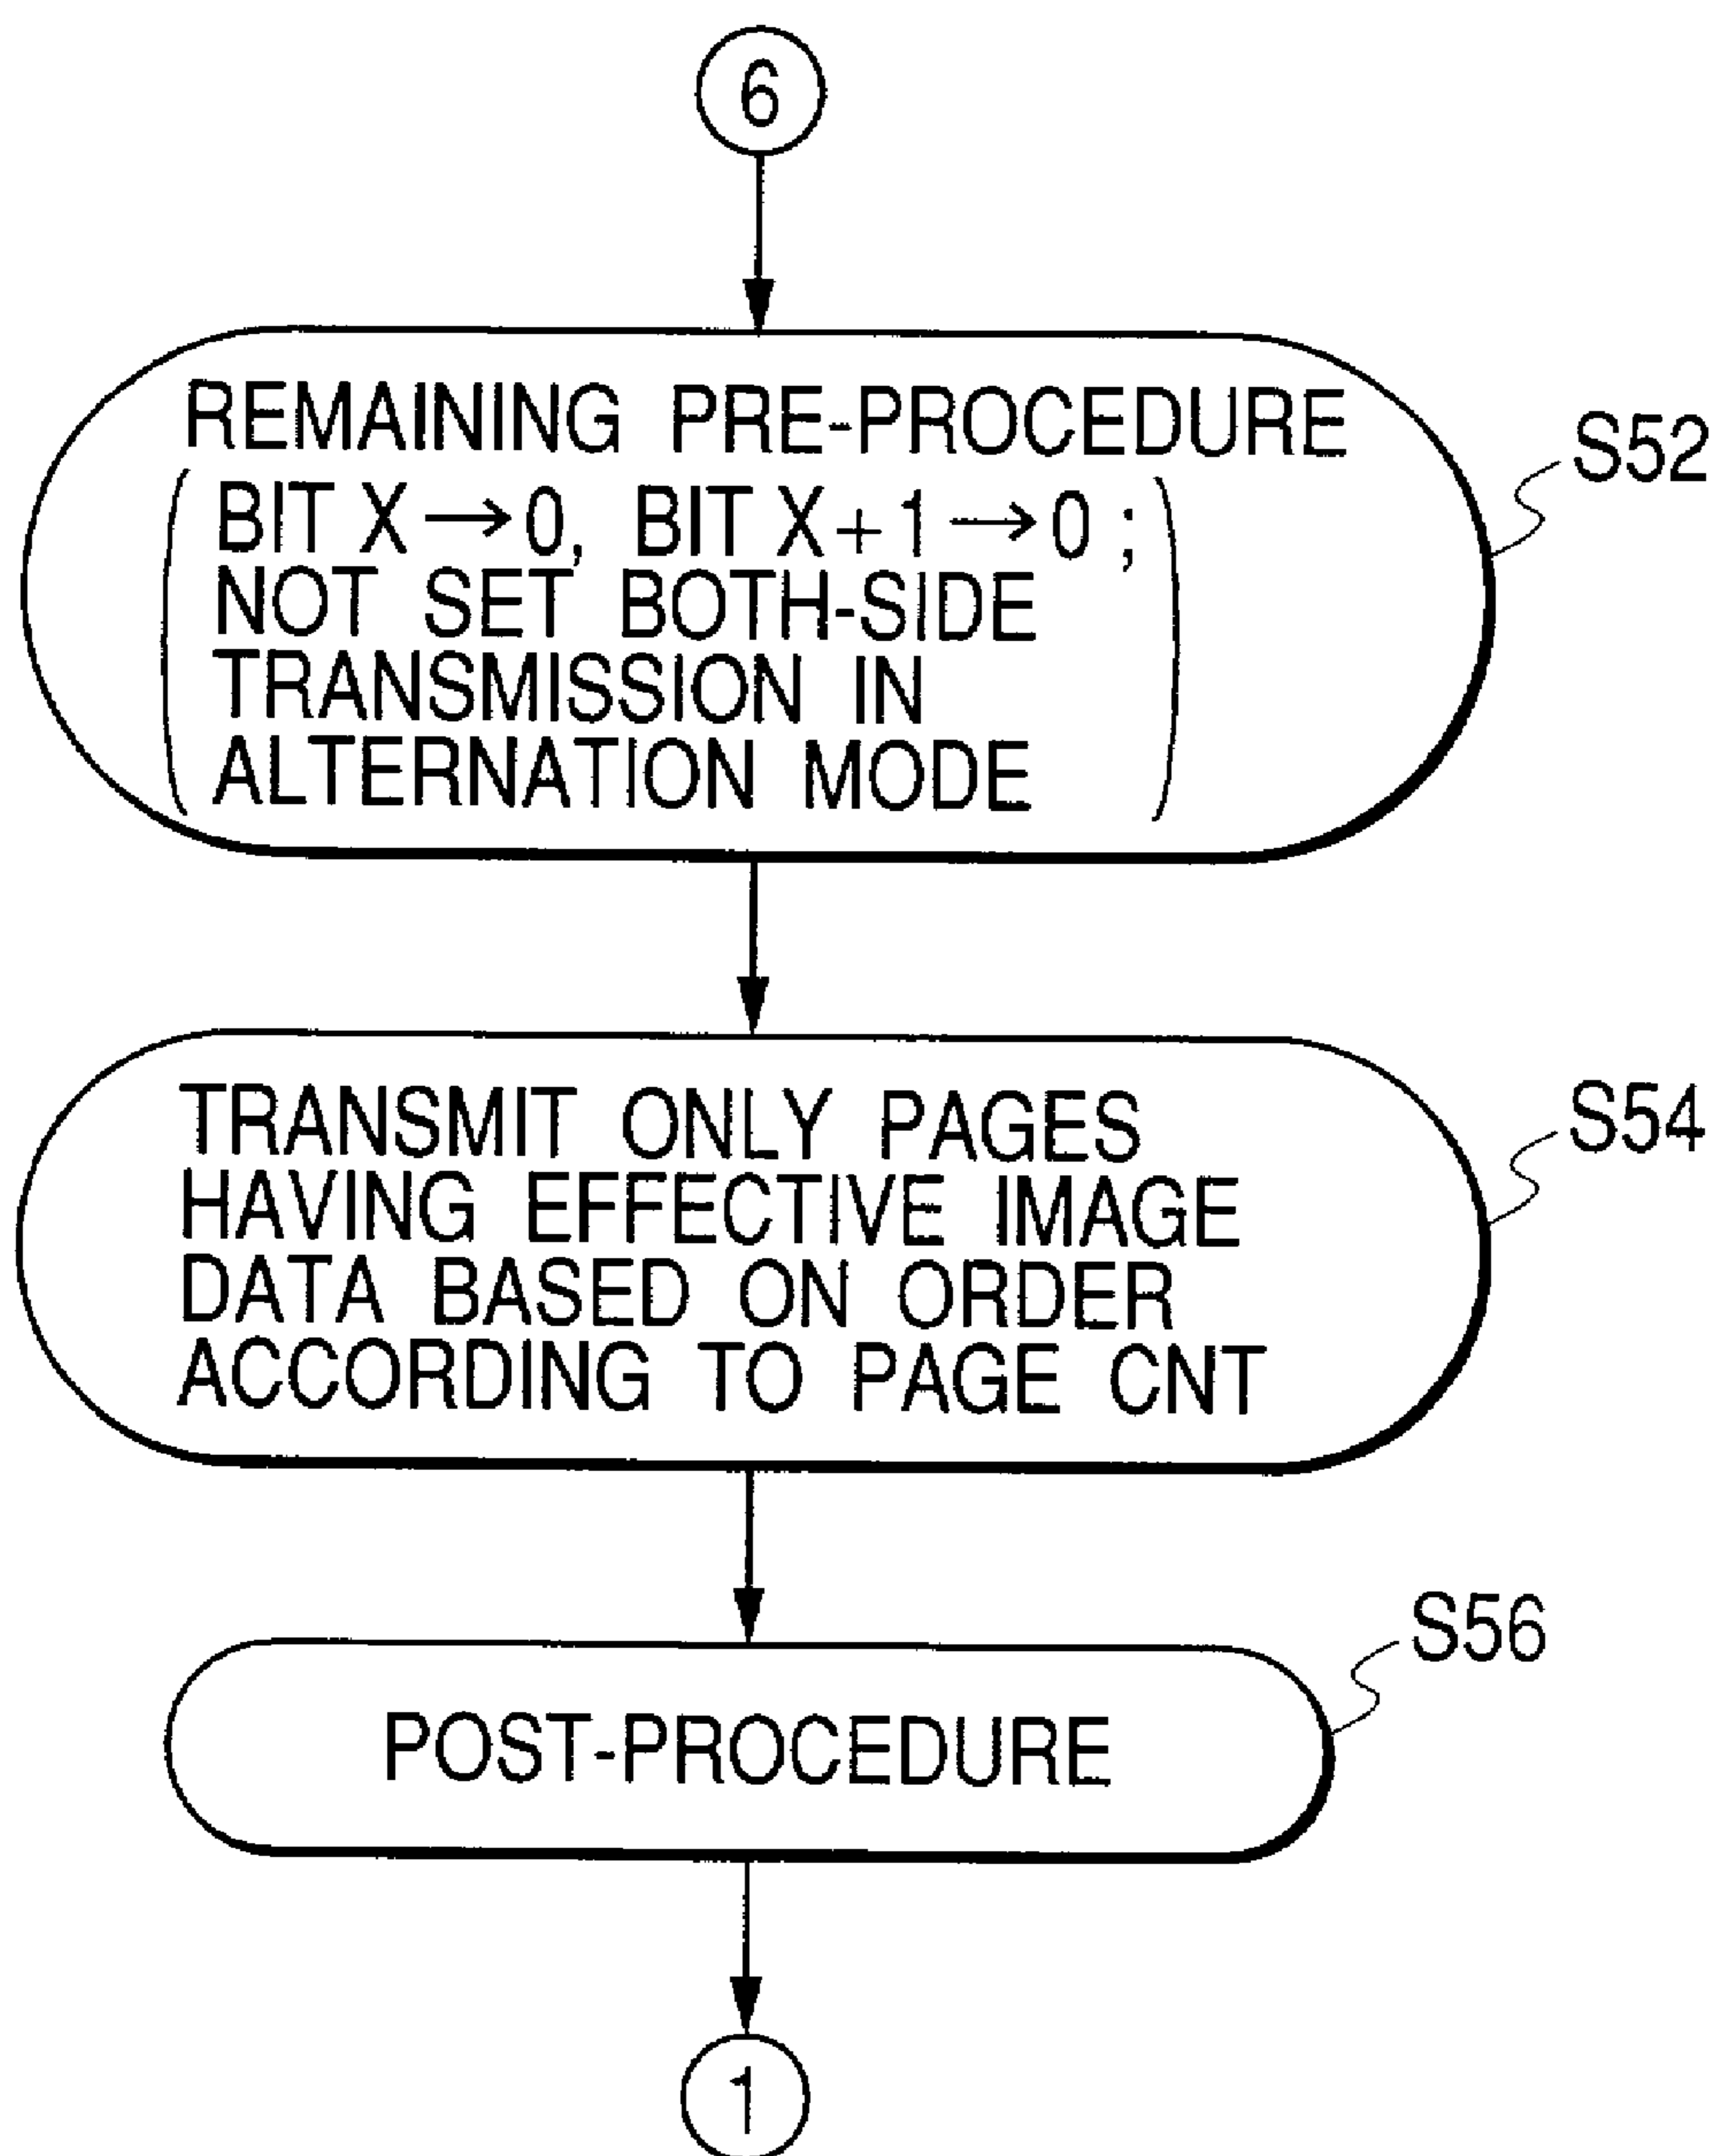 6
REMAINING PRE-PROCEDURE
S52
( BIT X→0, BIT X+1→0 ;
NOT SET BOTH-SIDE
TRANSMISSION IN
ALTERNATION MODE )
TRANSMIT ONLY PAGES
S54
HAVING EFFECTIVE IMAGE
DATA BASED ON ORDER
ACCORDING TO PAGE CNT
S56
POST-PROCEDURE
1